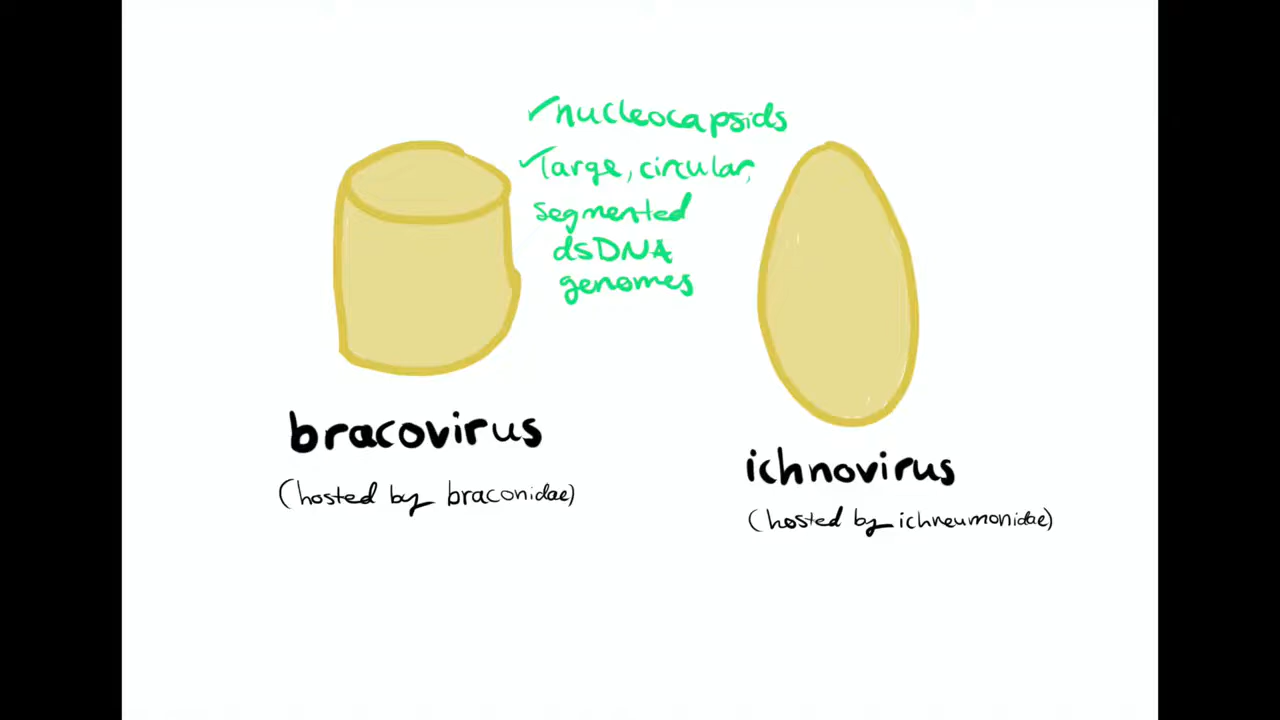 ✓nucleocapsids
✓large, circular,
segmented
dsDNA
genomes
bracovirus
(hosted by braconidae)
ichnovirus
(hosted by ichneumonidae)